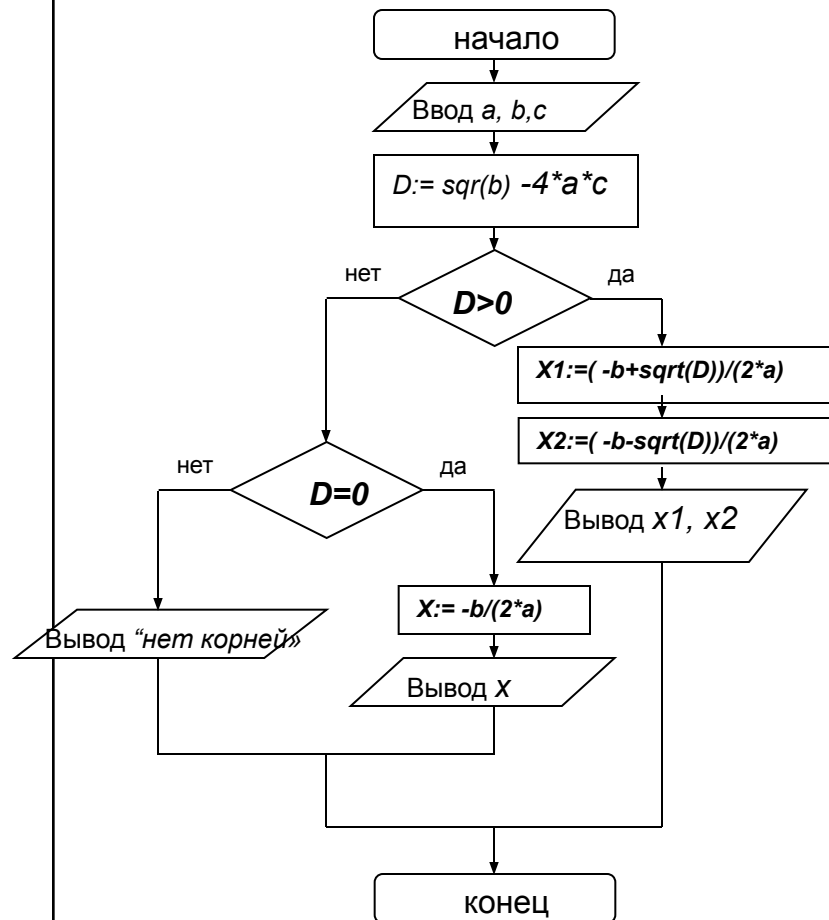 начало
Ввод a, b,c
D:= sqr(b) -4*a*c
нет
да
D>0
X1:=( -b+sqrt(D))/(2*a)
X2:=( -b-sqrt(D))/(2*a)
нет
да
D=0
Вывод x1, x2
X:= -b/(2*a)
Вывод “нет корней»
Вывод x
конец